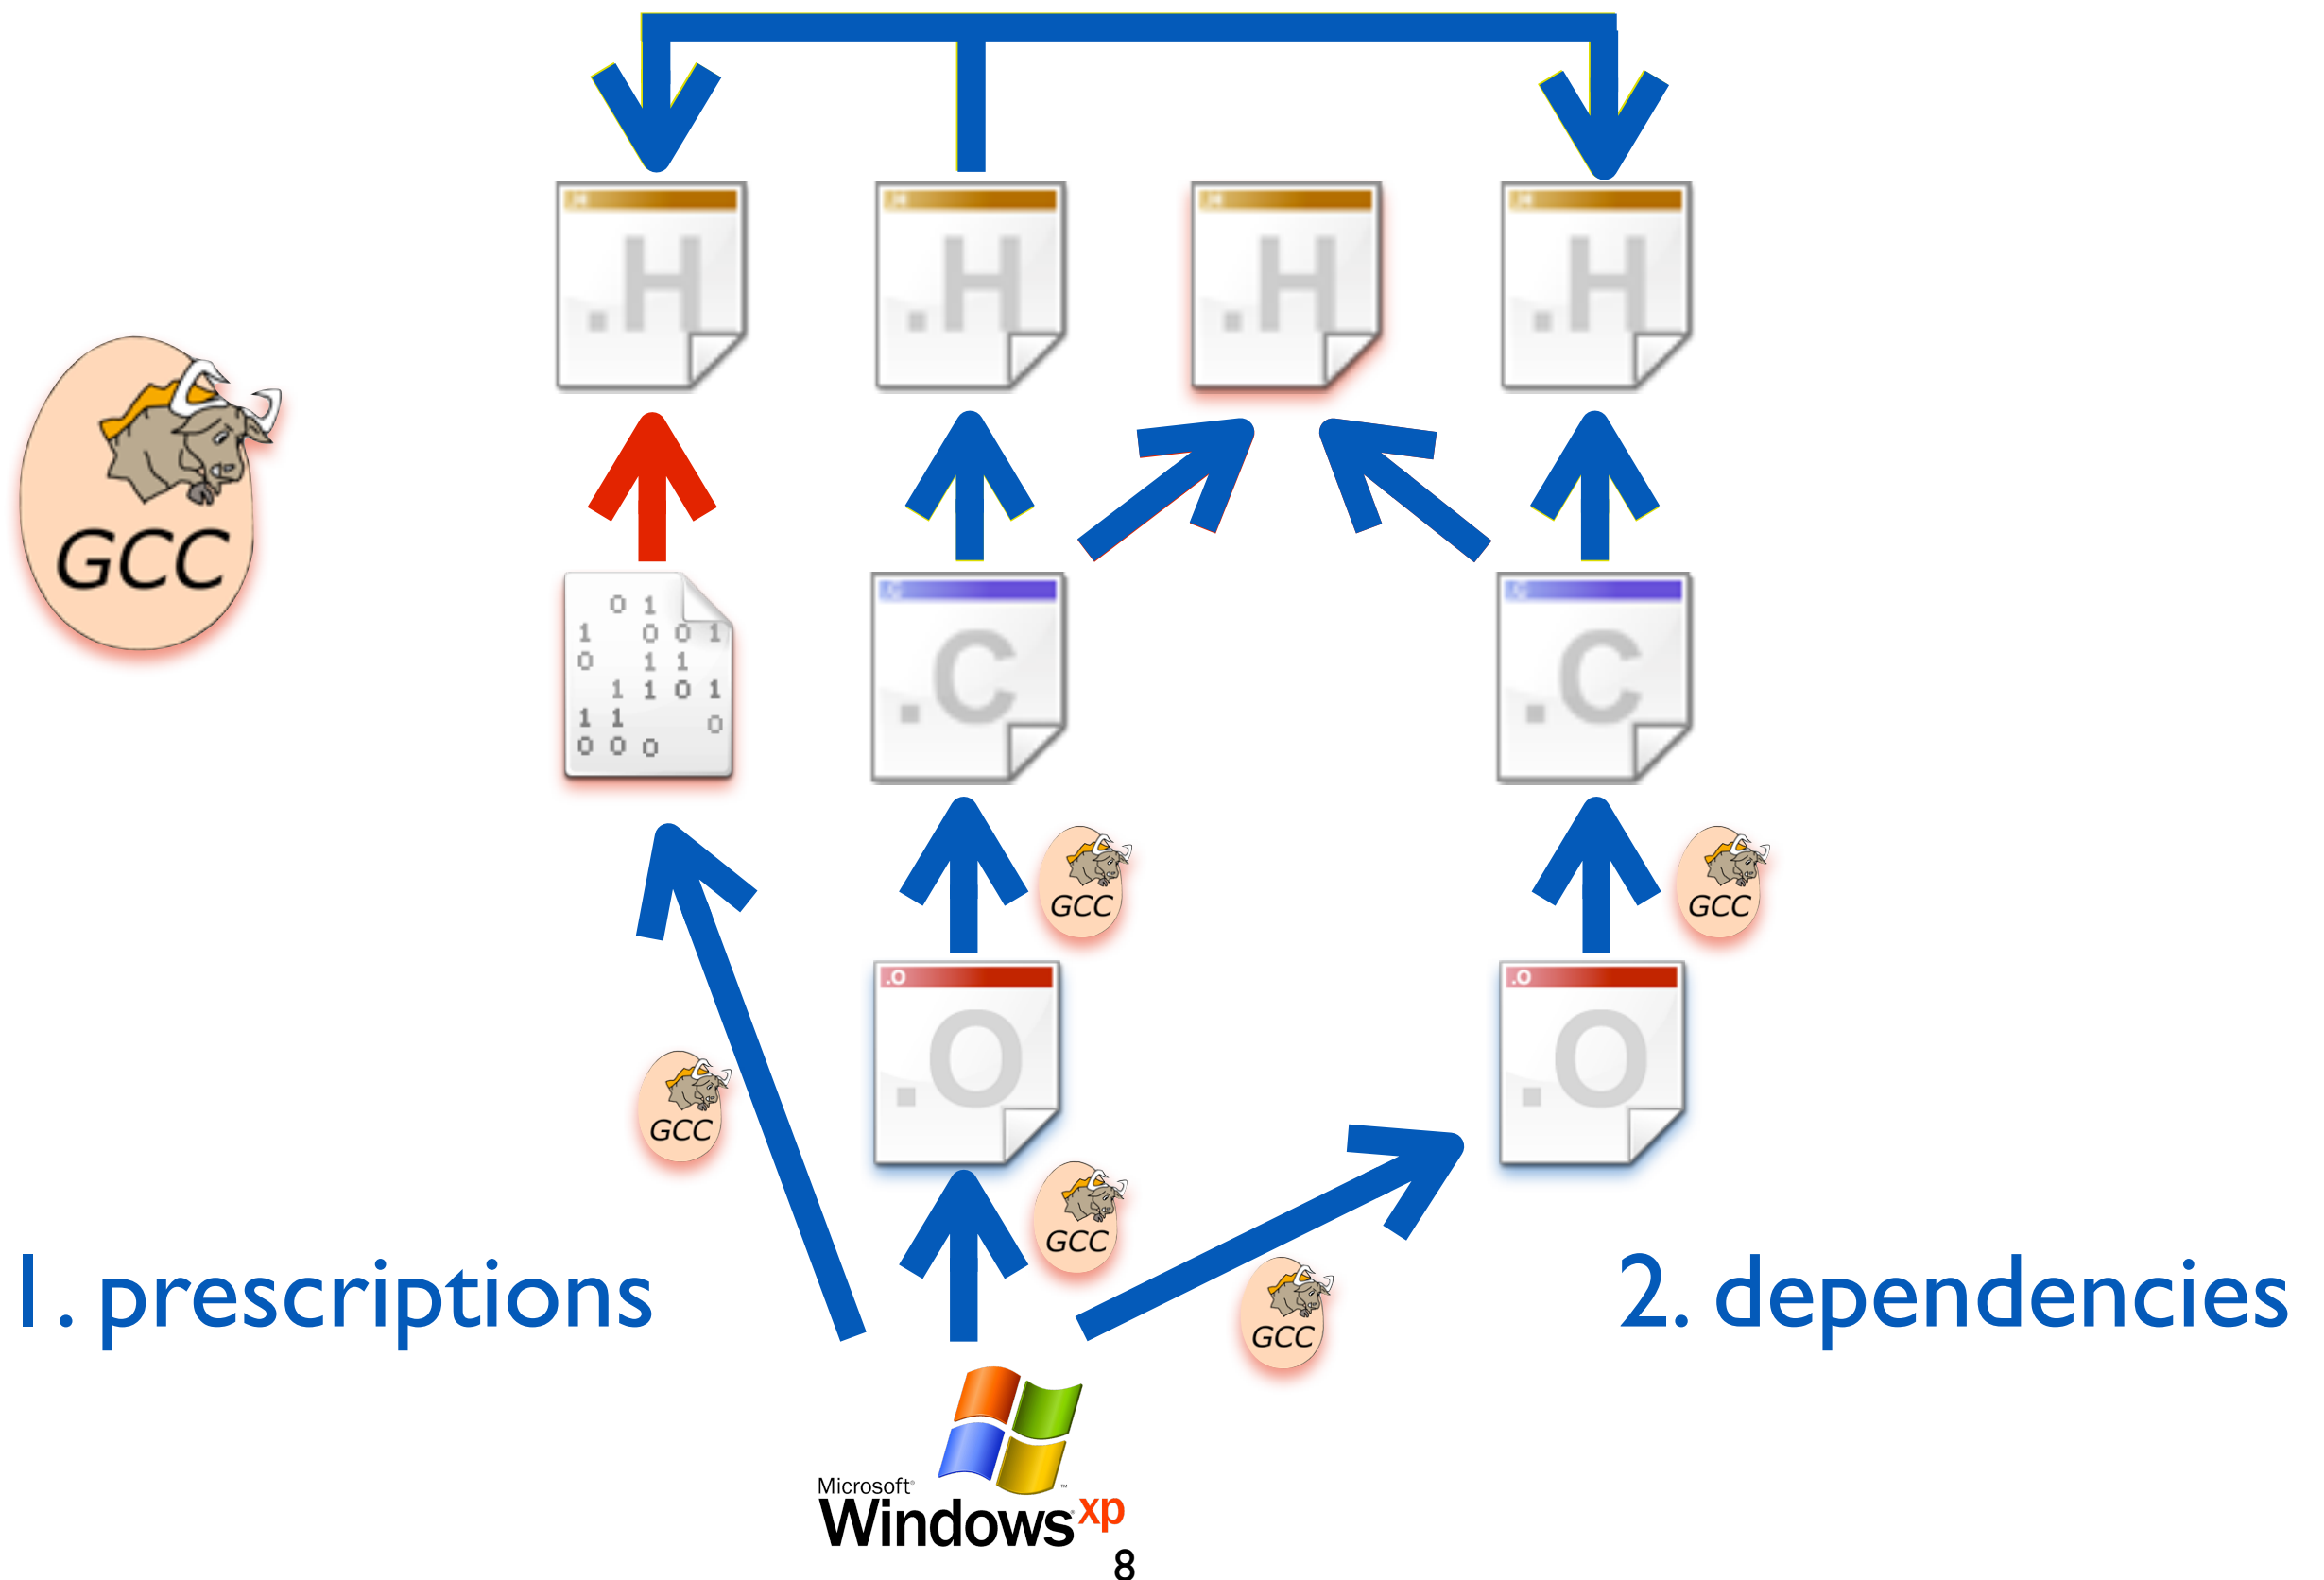 .H .H .H .H
GCC
0 1
1 0 0 1
0 1 1
1 1 0 1
1 1 0
0 0 0
.C .C
.C .C
GCC GCC
.O .O
.O .O
GCC
GCC
GCC
1. prescriptions
2. dependencies
Microsoft®
Windows® xp
™
8